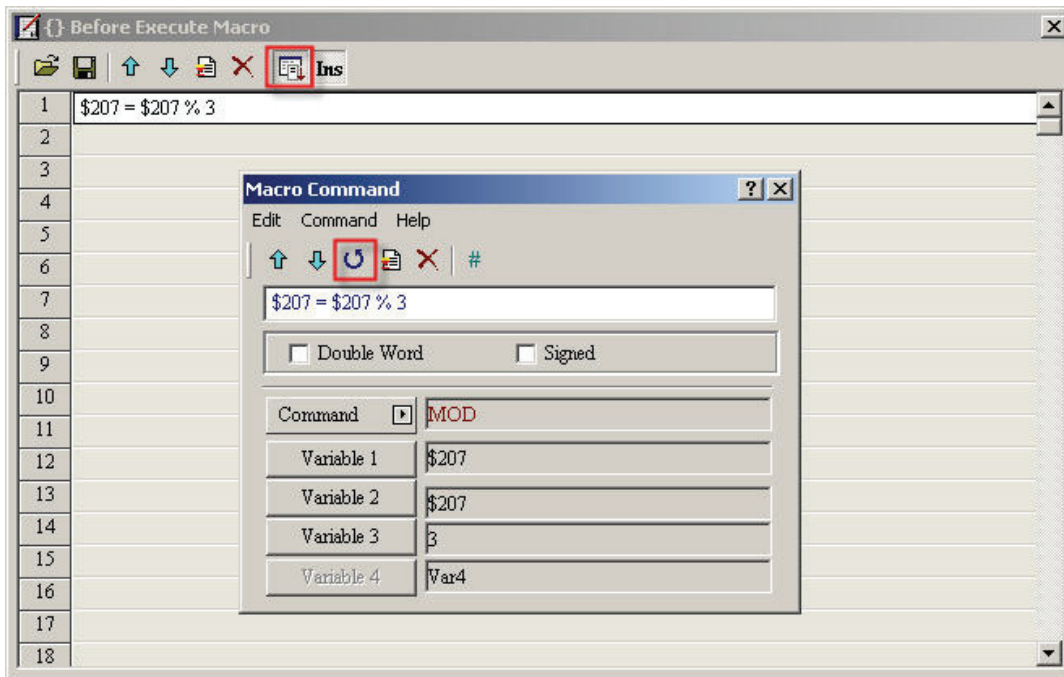 {} Before Execute Macro
Ins
1 $207 = $207 % 3
2
3
4
5
6
7
8
9
10
11
12
13
14
15
16
17
18
Macro Command
Edit Command Help
#
$207 = $207 % 3
Double Word Signed
Command MOD
Variable 1 $207
Variable 2 $207
Variable 3 3
Variable 4 Var4